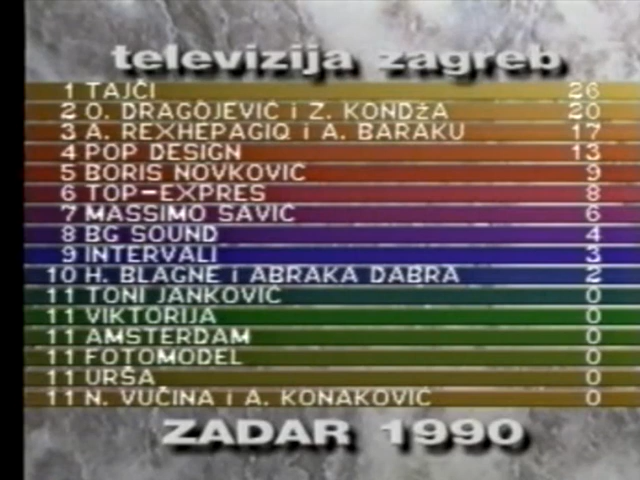 televizija zagreb
1 TAJČI 26
2 O. DRAGOJEVIĆ i Z. KONDžA 20
3 A. REXHEPAGIQ i A. BARAKU 17
4 POP DESIGN 13
5 BORIS NOVKOVIĆ 9
6 TOP-EXPRES 8
7 MASSIMO SAVIĆ 6
8 BG SOUND 4
9 INTERVALI 3
10 H. BLAGNE i ABRAKA DABRA 2
11 TONI JANKOVIĆ 0
11 VIKTORIJA 0
11 AMSTERDAM 0
11 FOTOMODEL 0
11 URŠA 0
11 N. VUČINA i A. KONAKOVIĆ 0
ZADAR 1990